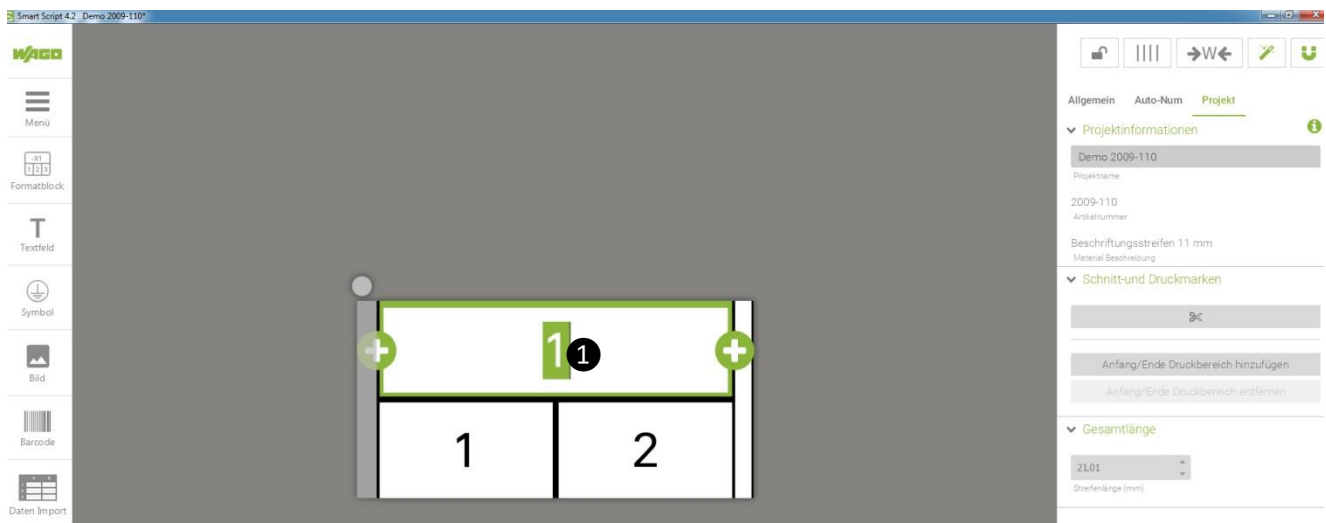 Smart Script 4.2 Demo 2009-110*
WAGO
Menü
-X1
1 2 3
Formatblock
T
Textfeld
Symbol
Bild
Barcode
Daten Import
1
1
1 2
W
Allgemein Auto-Num Projekt
Projektinformationen
Demo 2009-110
Projektname
2009-110
Artikelnummer
Beschriftungsstreifen 11 mm
Material Beschreibung
Schnitt-und Druckmarken
Anfang/Ende Druckbereich hinzufügen
Anfang/Ende Druckbereich entfernen
Gesamtlänge
21.01
Streifenlänge (mm)